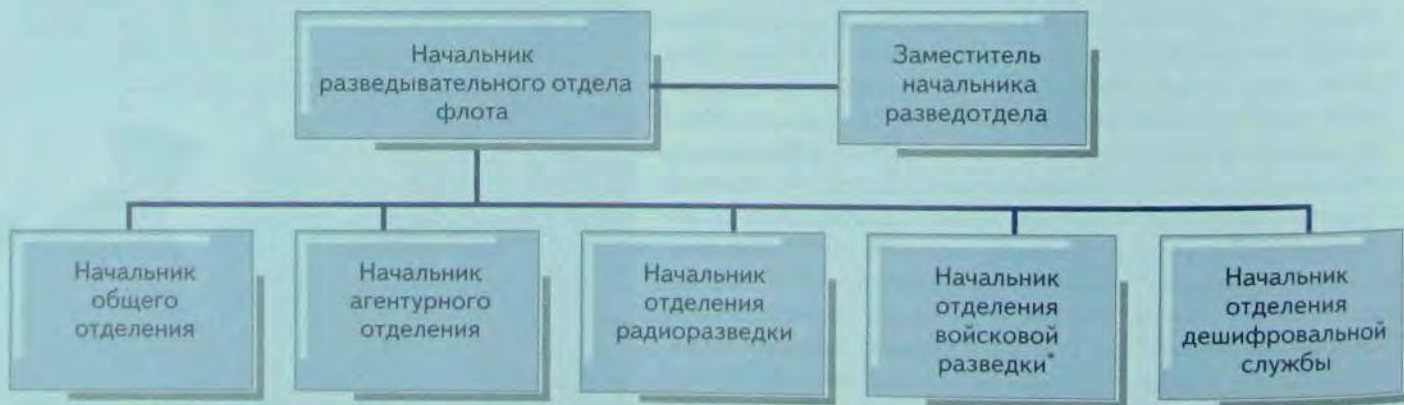 Начальник
разведывательного отдела
флота
Заместитель
начальника
разведотдела
Начальник
общего
отделения
Начальник
агентурного
отделения
Начальник
отделения
радиоразведки
Начальник
отделения
войсковой
разведки*
Начальник
отделения
дешифровальной
службы